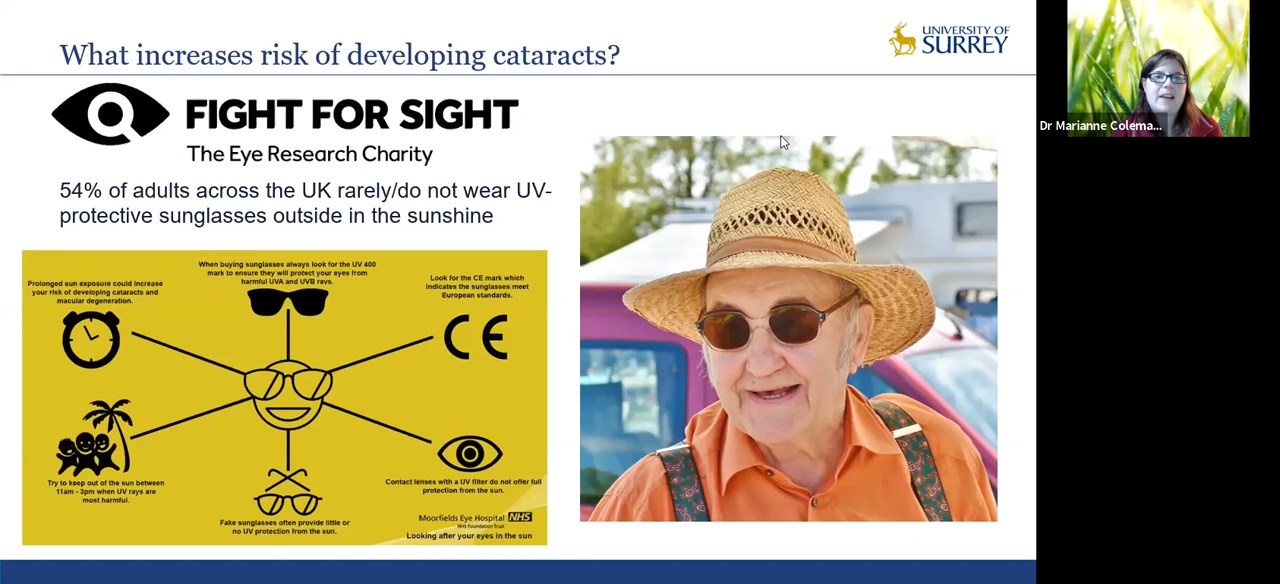 What increases risk of developing cataracts?
UNIVERSITY OF
SURREY
FIGHT FOR SIGHT
The Eye Research Charity
54% of adults across the UK rarely/do not wear UV-
protective sunglasses outside in the sunshine
When buying sunglasses always look for the UV 400
mark to ensure they will protect your eyes from
harmful UVA and UVB rays.
Prolonged sun exposure could increase
your risk of developing cataracts and
macular degeneration.
Look for the CE mark which
indicates the sunglasses meet
European standards.
CE
Try to keep out of the sun between
11am - 3pm when UV rays are
most harmful.
Contact lenses with a UV filter do not offer full
protection from the sun.
Fake sunglasses often provide little or
no UV protection from the sun.
Moorfields Eye Hospital NHS
NHS Foundation Trust
Looking after your eyes in the sun
Dr Marianne Colema...